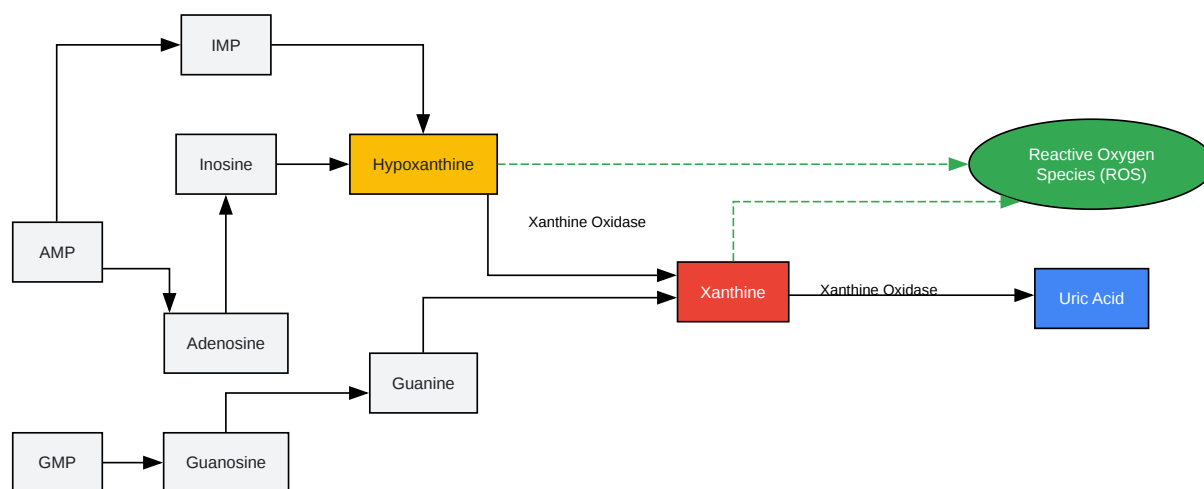 IMP
Inosine
Hypoxanthine
Reactive Oxygen
Species (ROS)
Xanthine Oxidase
AMP
Xanthine
Xanthine Oxidase
Uric Acid
Adenosine
Guanine
GMP
Guanosine